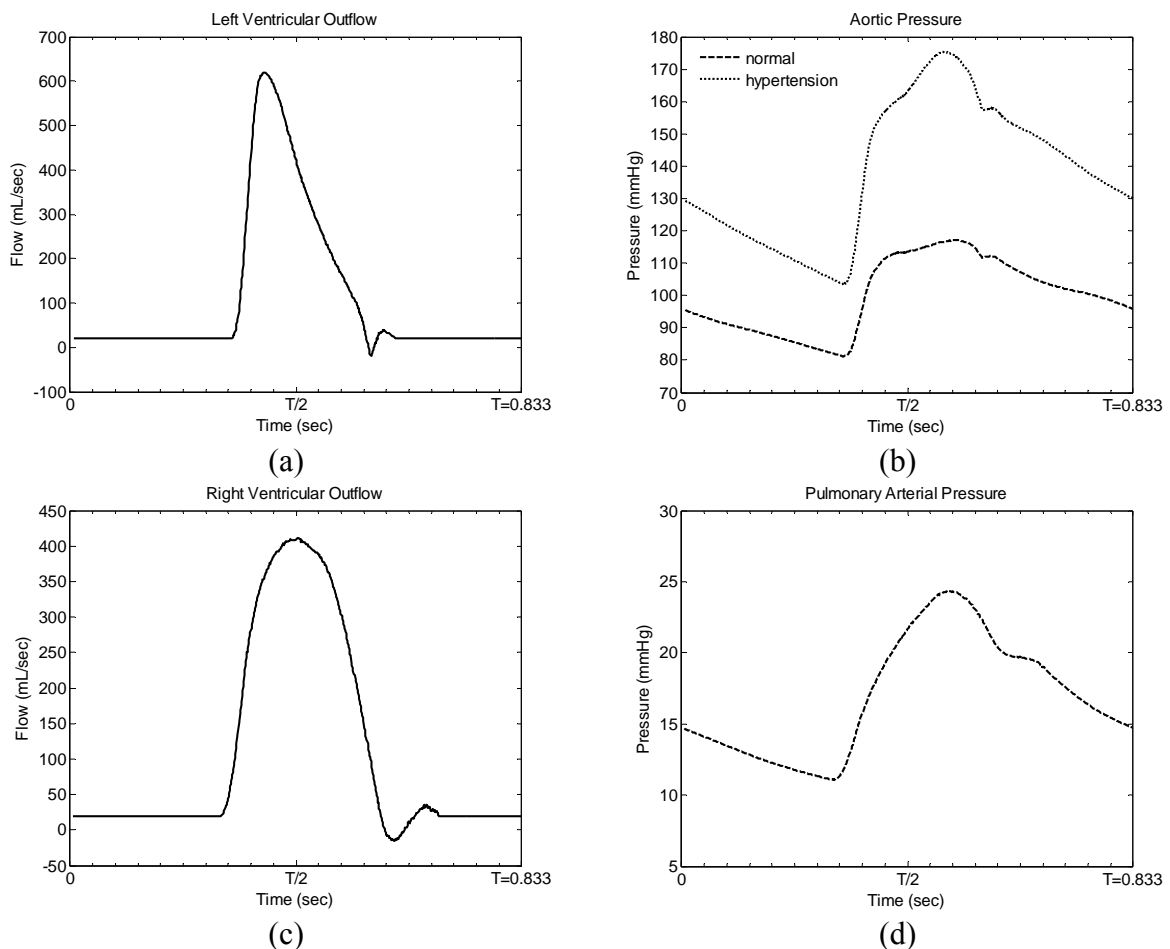 Left Ventricular Outflow
700
600
500
400
300
200
100
0
-100
Flow (mL/sec)
0
T/2
T=0.833
Time (sec)
(a)
Aortic Pressure
normal
hypertension
180
170
160
150
140
130
120
110
100
90
80
70
Pressure (mmHg)
0
T/2
T=0.833
Time (sec)
(b)
Right Ventricular Outflow
450
400
350
300
250
200
150
100
50
0
-50
Flow (mL/sec)
0
T/2
T=0.833
Time (sec)
(c)
Pulmonary Arterial Pressure
30
25
20
15
10
5
Pressure (mmHg)
0
T/2
T=0.833
Time (sec)
(d)